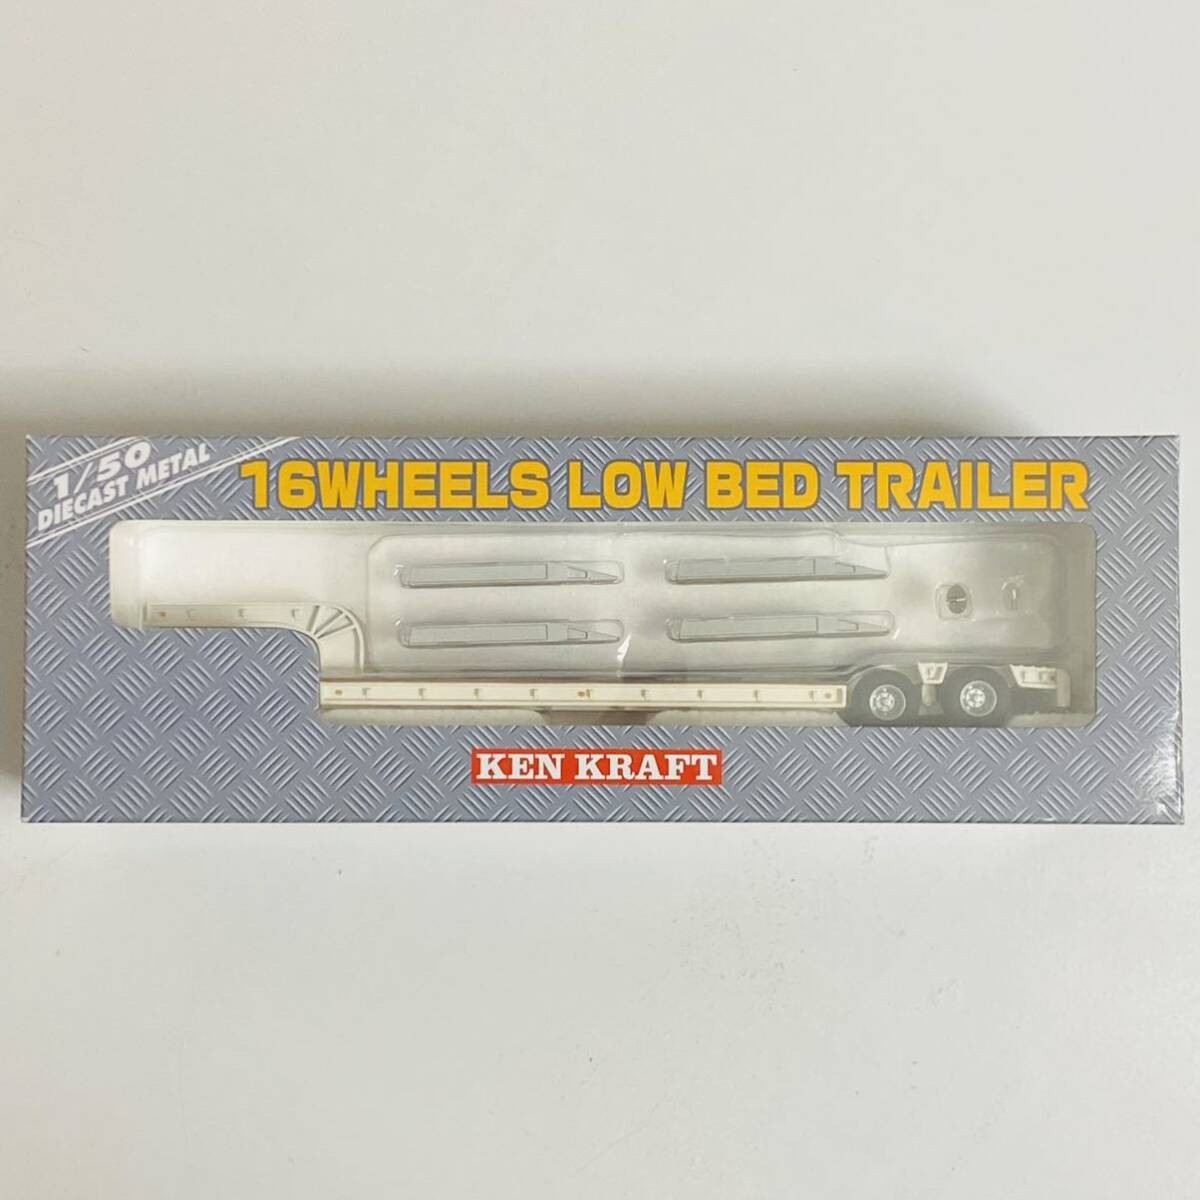 1/50
DIECAST METAL
16WHEELS LOW BED TRAILER
KEN KRAFT